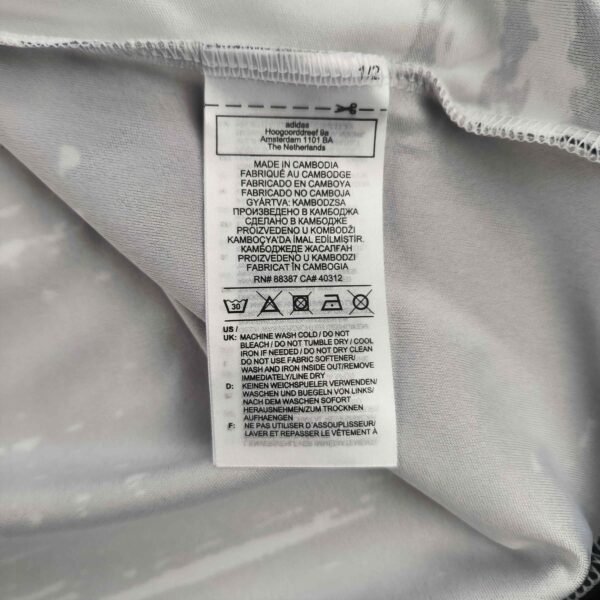 1/2
adidas
Hoogoorddreef 9a
Amsterdam 1101 BA
The Netherlands
MADE IN CAMBODIA
FABRIQUÉ AU CAMBODGE
FABRICADO EN CAMBOYA
FABRICADO NO CAMBOJA
GYÁRTVA: KAMBODZSA
ПРОИЗВЕДЕНО В КАМБОДЖА
СДЕЛАНО В КАМБОДЖЕ
PROIZVEDENO U KOMBODŽI
KAMBOÇYA'DA İMAL EDİLMİŞTİR.
КАМБОДЖЕДЕ ЖАСАЛҒАН
PROIZVEDENO U KAMBODZI
FABRICAT ÎN CAMBOGIA
RN# 88387 CA# 40312
30
US /
UK: MACHINE WASH COLD / DO NOT
BLEACH / DO NOT TUMBLE DRY / COOL
IRON IF NEEDED / DO NOT DRY CLEAN
DO NOT USE FABRIC SOFTENER/
WASH AND IRON INSIDE OUT/REMOVE
IMMEDIATELY/LINE DRY
D: KEINEN WEICHSPUELER VERWENDEN/
WASCHEN UND BUEGELN VON LINKS/
NACH DEM WASCHEN SOFORT
HERAUSNEHMEN/ZUM TROCKNEN
AUFHAENGEN
F: NE PAS UTILISER D'ASSOUPLISEUR/
LAVER ET REPASSER LE VÊTEMENT À